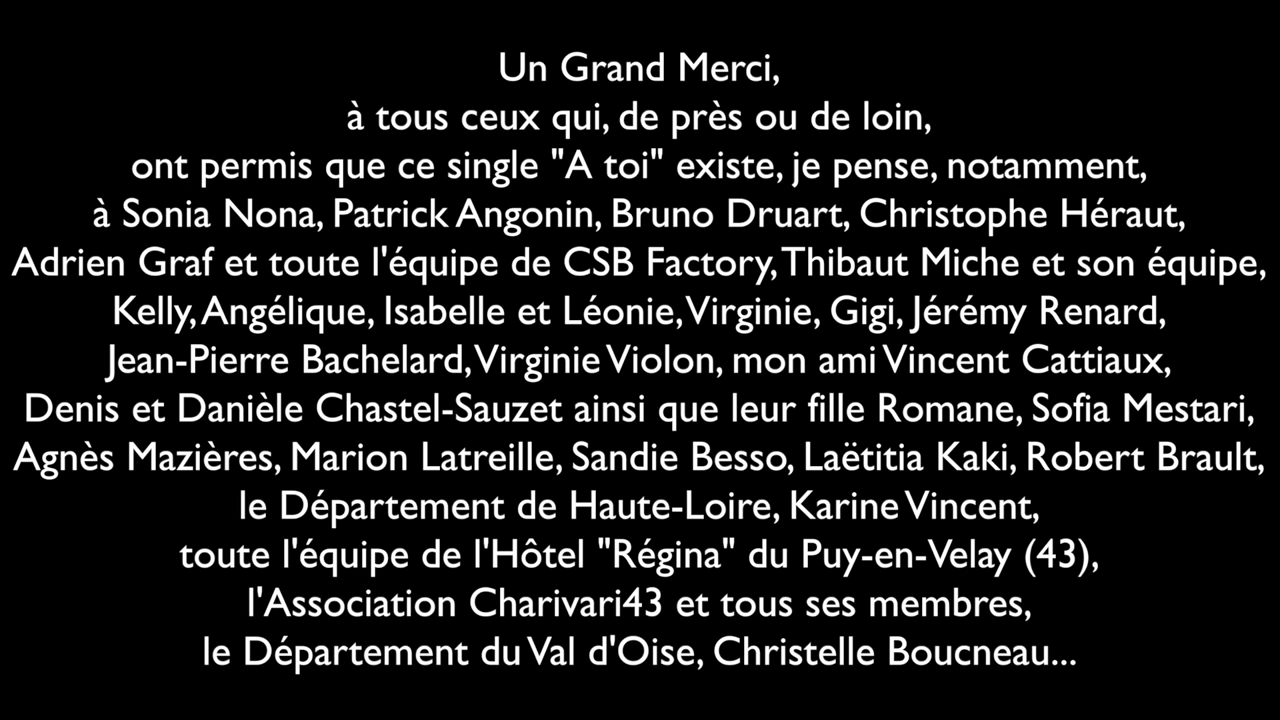 Un Grand Merci,
à tous ceux qui, de près ou de loin,
ont permis que ce single "A toi" existe, je pense, notamment,
à Sonia Nona, Patrick Angonin, Bruno Druart, Christophe Héraut,
Adrien Graf et toute l'équipe de CSB Factory, Thibaut Miche et son équipe,
Kelly, Angélique, Isabelle et Léonie, Virginie, Gigi, Jérémy Renard,
Jean-Pierre Bachelard, Virginie Violon, mon ami Vincent Cattiaux,
Denis et Danièle Chastel-Sauzet ainsi que leur fille Romane, Sofia Mestari,
Agnès Mazières, Marion Latreille, Sandie Besso, Laëtitia Kaki, Robert Brault,
le Département de Haute-Loire, Karine Vincent,
toute l'équipe de l'Hôtel "Régina" du Puy-en-Velay (43),
l'Association Charivari43 et tous ses membres,
le Département du Val d'Oise, Christelle Boucneau...